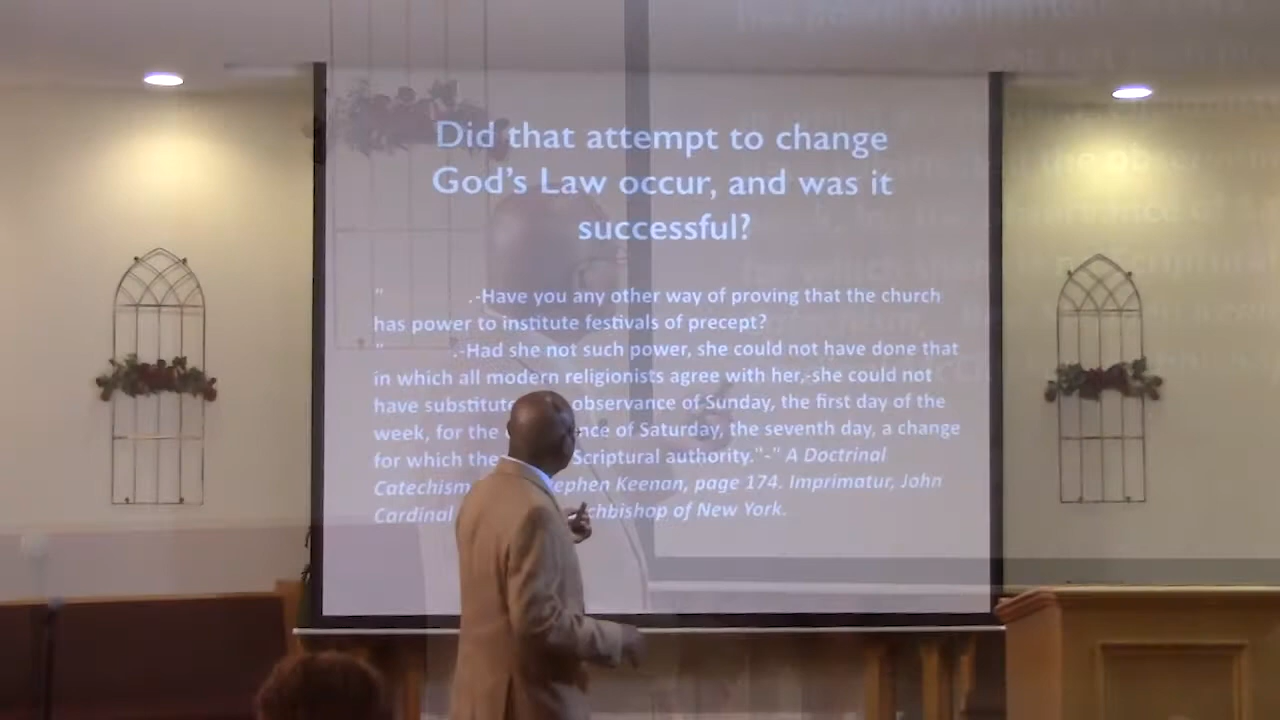 Did that attempt to change
God's Law occur, and was it
successful?
" .-Have you any other way of proving that the church
has power to institute festivals of precept?
" .-Had she not such power, she could not have done that
in which all modern religionists agree with her,-she could not
have substitut observance of Sunday, the first day of the
week, for the nce of Saturday, the seventh day, a change
for which the Scriptural authority."-" A Doctrinal
Catechism ephen Keenan, page 174. Imprimatur, John
Cardinal chbishop of New York.